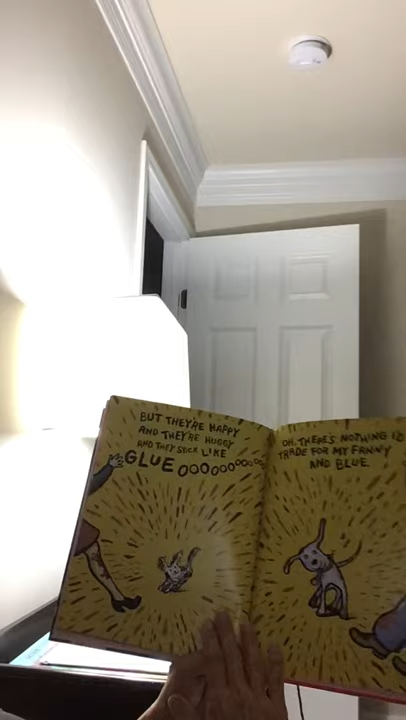 BUT THEY'RE HAPPY
AND THEY'RE HUGGY
AND THEY STICK LIKE
GLUE OOOOOOOOO
OH, THERE'S NOTHING I'D
TRADE FOR MY FANNY
AND BLUE.